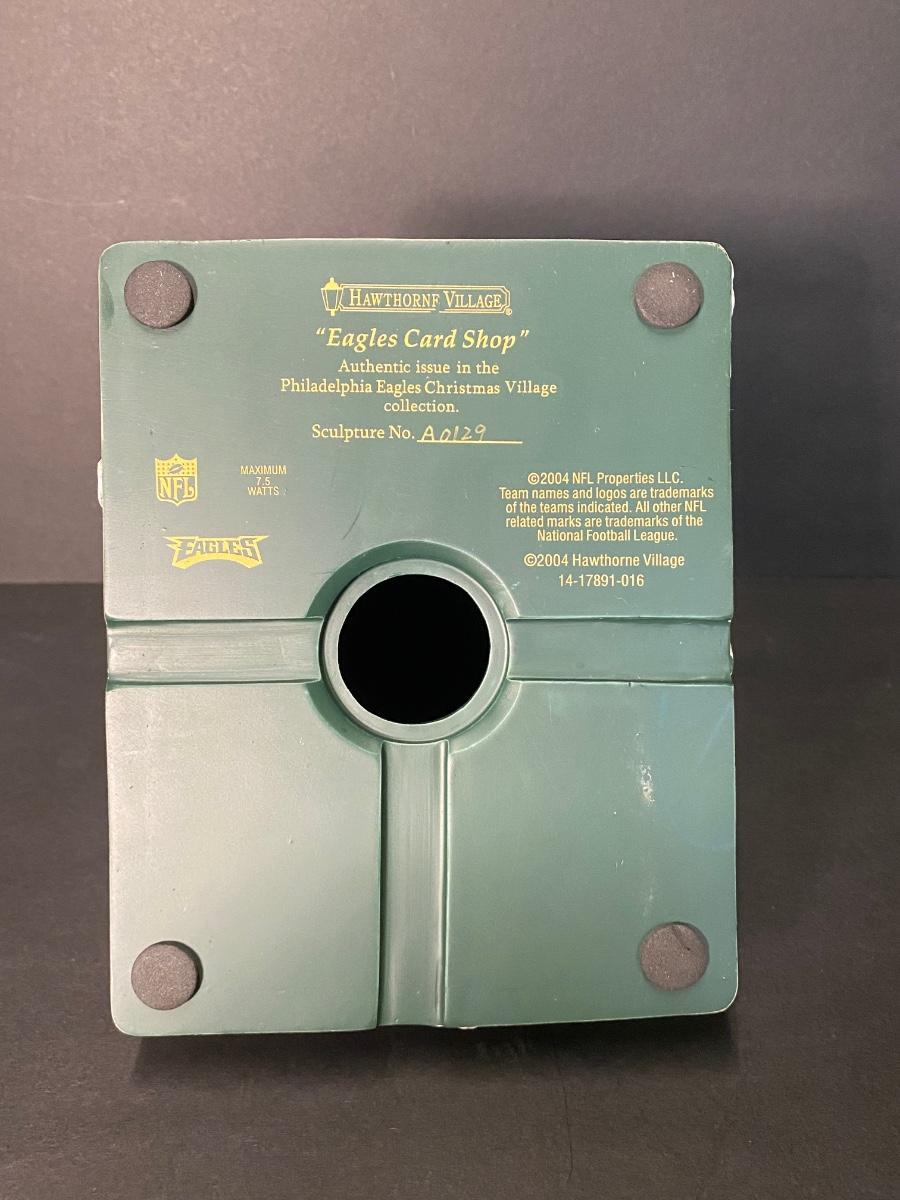 HAWTHORNE VILLAGE®
"Eagles Card Shop"
Authentic issue in the
Philadelphia Eagles Christmas Village
collection.
Sculpture No. A0129
NFL
MAXIMUM
7.5
WATTS
EAGLES
©2004 NFL Properties LLC.
Team names and logos are trademarks
of the teams indicated. All other NFL
related marks are trademarks of the
National Football League.
©2004 Hawthorne Village
14-17891-016